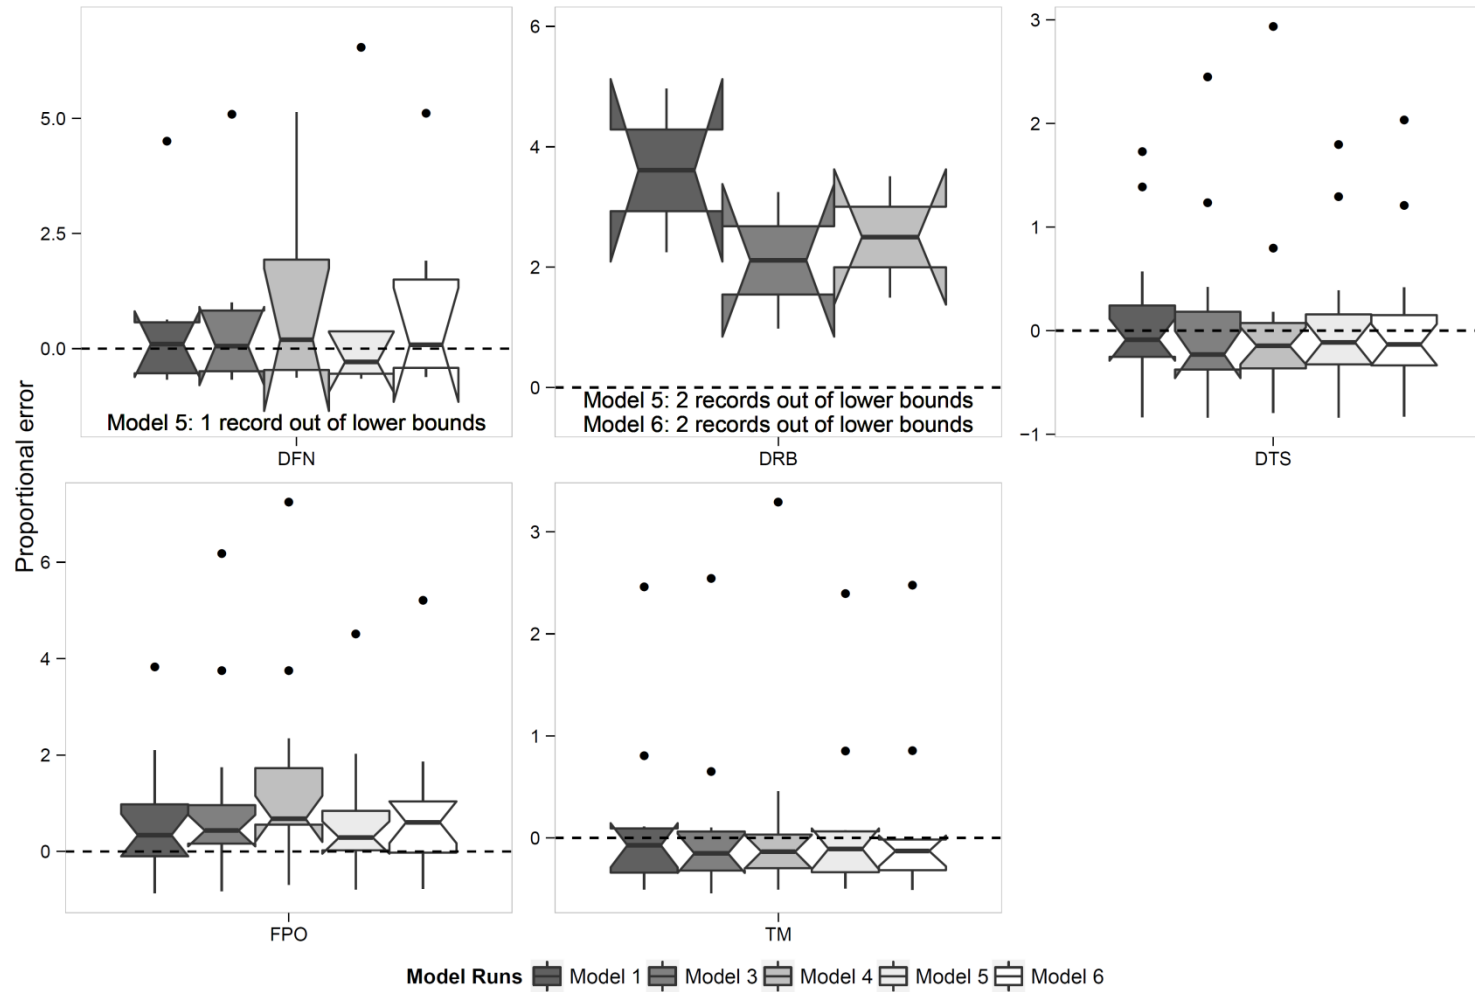 Proportional error
5.0
2.5
0.0
Model 5: 1 record out of lower bounds
DFN
6
4
2
0
Model 5: 2 records out of lower bounds
Model 6: 2 records out of lower bounds
DRB
3
2
1
0
−1
DTS
6
4
2
0
FPO
3
2
1
0
TM
Model Runs Model 1 Model 3 Model 4 Model 5 Model 6